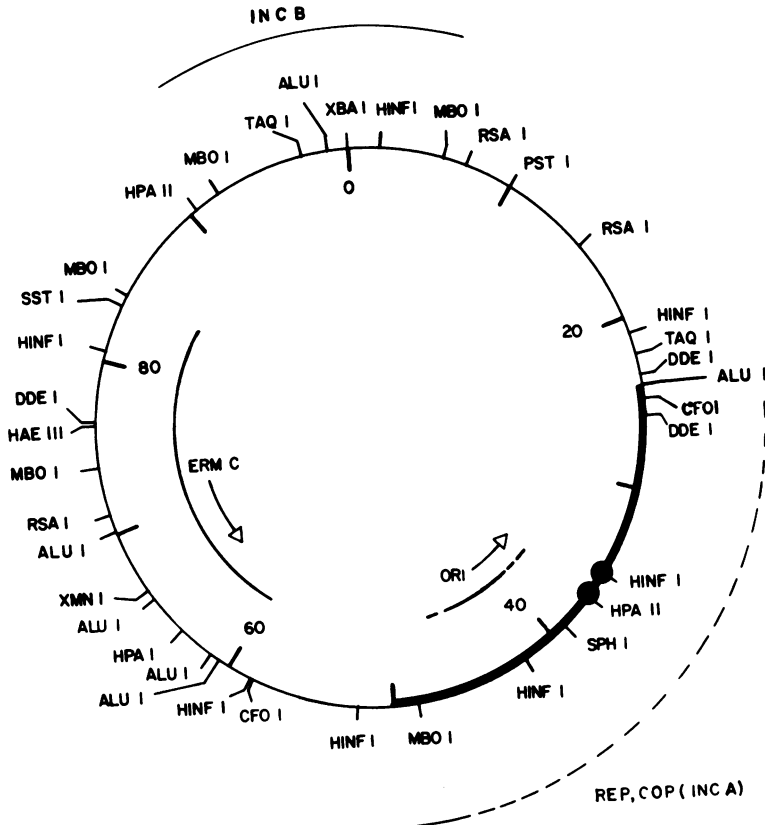 INCB
ALU I
XBA I
HINF I
MBO I
RSA I
PST I
RSA I
HINF I
TAQ I
DDE I
ALU I
CFO I
DDE I
HINF I
HPA II
SPH I
HINF I
MBO I
HINF I
CFO I
HINF I
ALU I
ALU I
HPA I
ALU I
XMN I
ALU I
RSA I
MBO I
HAE III
DDE I
HINF I
SST I
MBO I
HPA II
MBO I
TAQ I
0
20
40
60
80
ERM C
ORI
REP, COP (INC A)